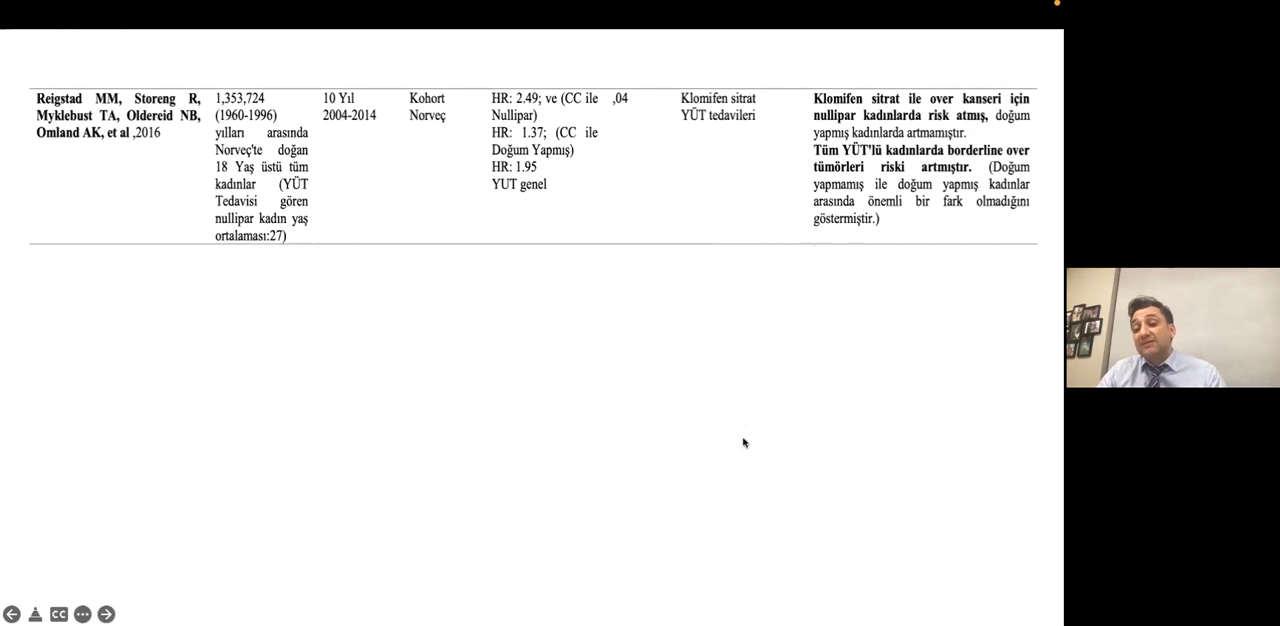 Reigstad MM, Storeng R,
Myklebust TA, Oldereid NB,
Omland AK, et al ,2016
1,353,724
(1960-1996)
yılları arasında
Norveç'te doğan
18 Yaş üstü tüm
kadınlar (YÜT
Tedavisi gören
nullipar kadın yaş
ortalaması:27)
10 Yıl
2004-2014
Kohort
Norveç
HR: 2.49; ve (CC ile
Nullipar)
HR: 1.37; (CC ile
Doğum Yapmış)
HR: 1.95
YUT genel
,04
Klomifen sitrat
YÜT tedavileri
Klomifen sitrat ile over kanseri için
nullipar kadınlarda risk atmış, doğum
yapmış kadınlarda artmamıştır.
Tüm YÜT'lü kadınlarda borderline over
tümörleri riski artmıştır. (Doğum
yapmamış ile doğum yapmış kadınlar
arasında önemli bir fark olmadığını
göstermiştir.)
CC